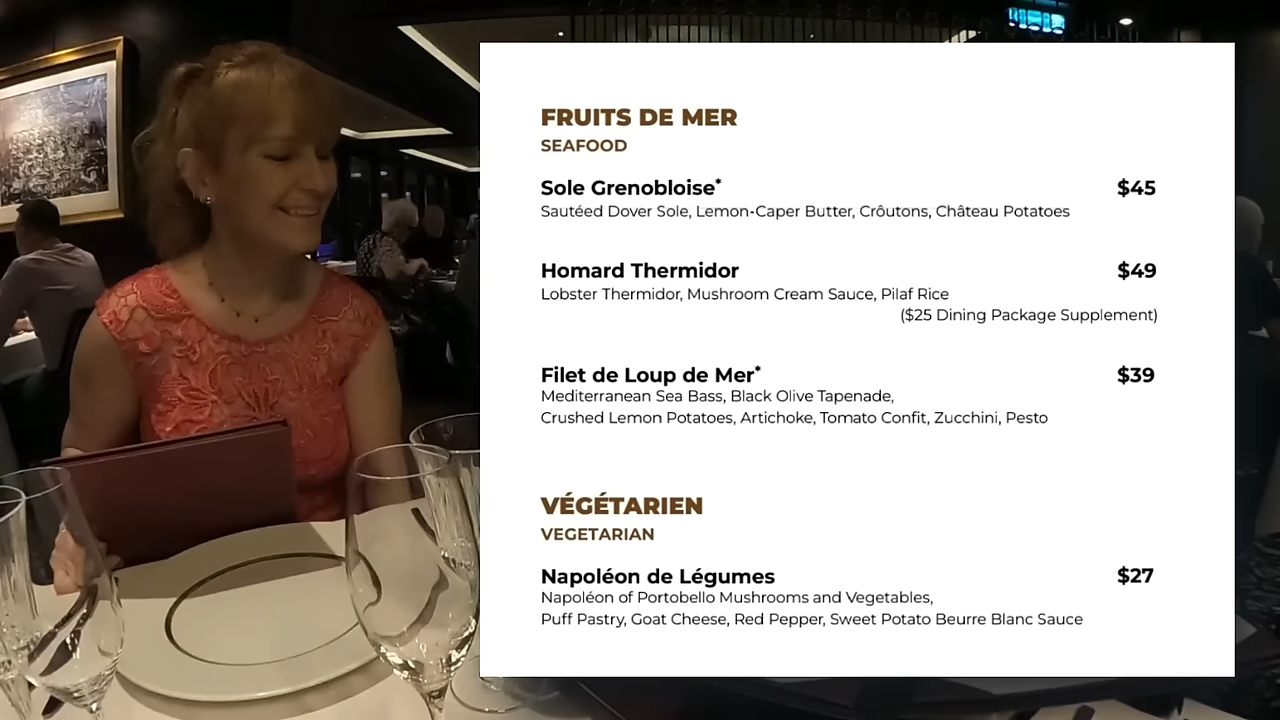 FRUITS DE MER
SEAFOOD
Sole Grenobloise* $45
Sautéed Dover Sole, Lemon-Caper Butter, Crôutons, Château Potatoes
Homard Thermidor $49
Lobster Thermidor, Mushroom Cream Sauce, Pilaf Rice
($25 Dining Package Supplement)
Filet de Loup de Mer* $39
Mediterranean Sea Bass, Black Olive Tapenade,
Crushed Lemon Potatoes, Artichoke, Tomato Confit, Zucchini, Pesto
VÉGÉTARIEN
VEGETARIAN
Napoléon de Légumes $27
Napoléon of Portobello Mushrooms and Vegetables,
Puff Pastry, Goat Cheese, Red Pepper, Sweet Potato Beurre Blanc Sauce